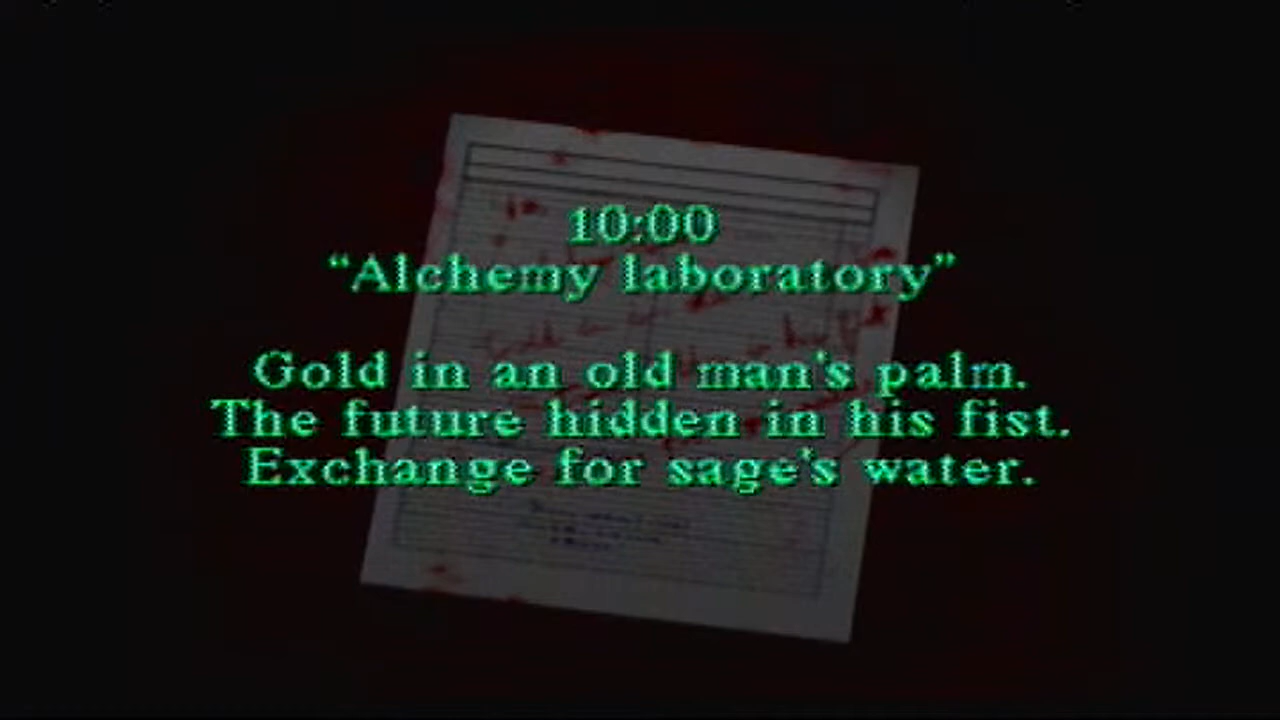 10:00
“Alchemy laboratory”
Gold in an old man's palm.
The future hidden in his fist.
Exchange for sage's water.